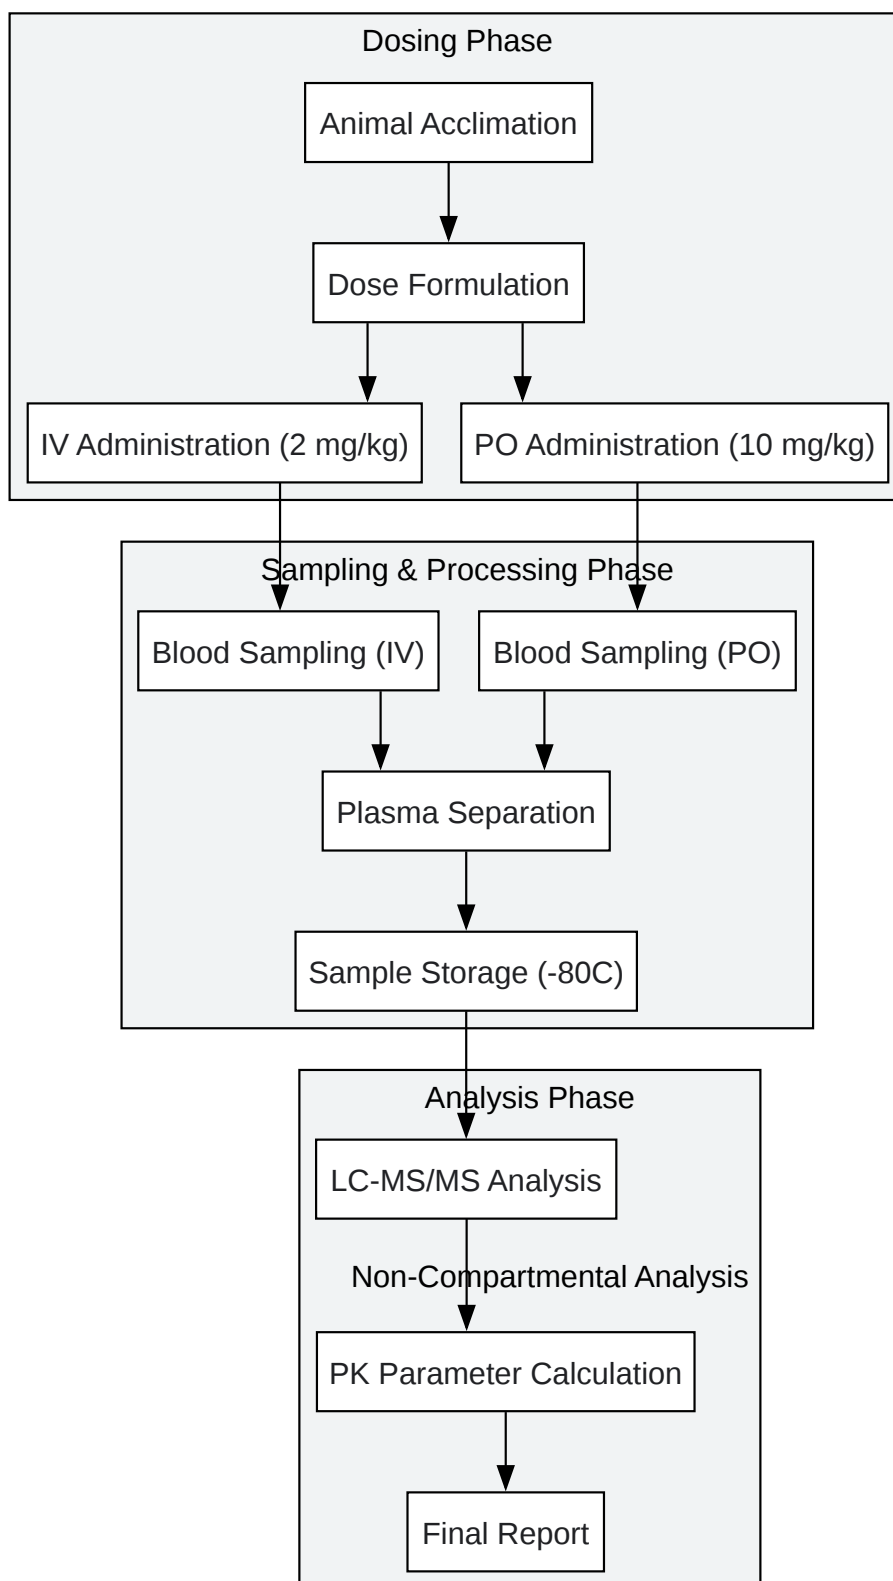 Dosing Phase
Animal Acclimation
Dose Formulation
IV Administration (2 mg/kg)
PO Administration (10 mg/kg)
Sampling & Processing Phase
Blood Sampling (IV)
Blood Sampling (PO)
Plasma Separation
Sample Storage (-80C)
Analysis Phase
LC-MS/MS Analysis
Non-Compartmental Analysis
PK Parameter Calculation
Final Report